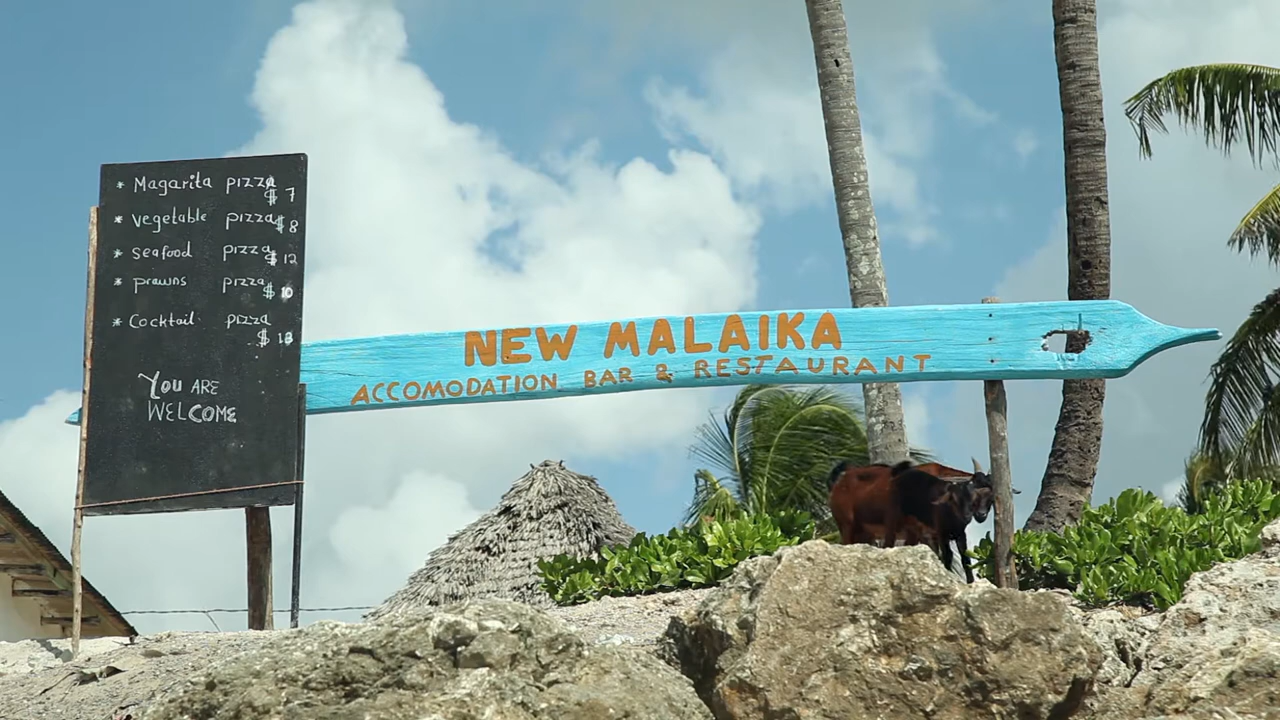 * Magarita pizza $ 7
* vegetable pizza $ 8
* seafood pizza $ 12
* prawns pizza $ 10
* Cocktail pizza $ 13
You ARE
WELCOME
NEW MALAIKA
ACCOMODATION BAR & RESTAURANT